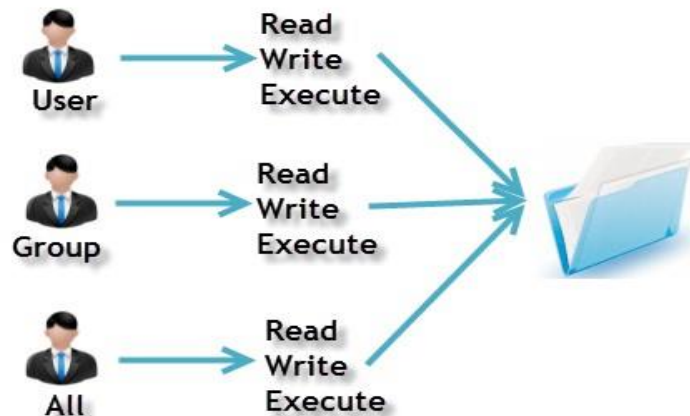 User
Read
Write
Execute
Group
Read
Write
Execute
All
Read
Write
Execute